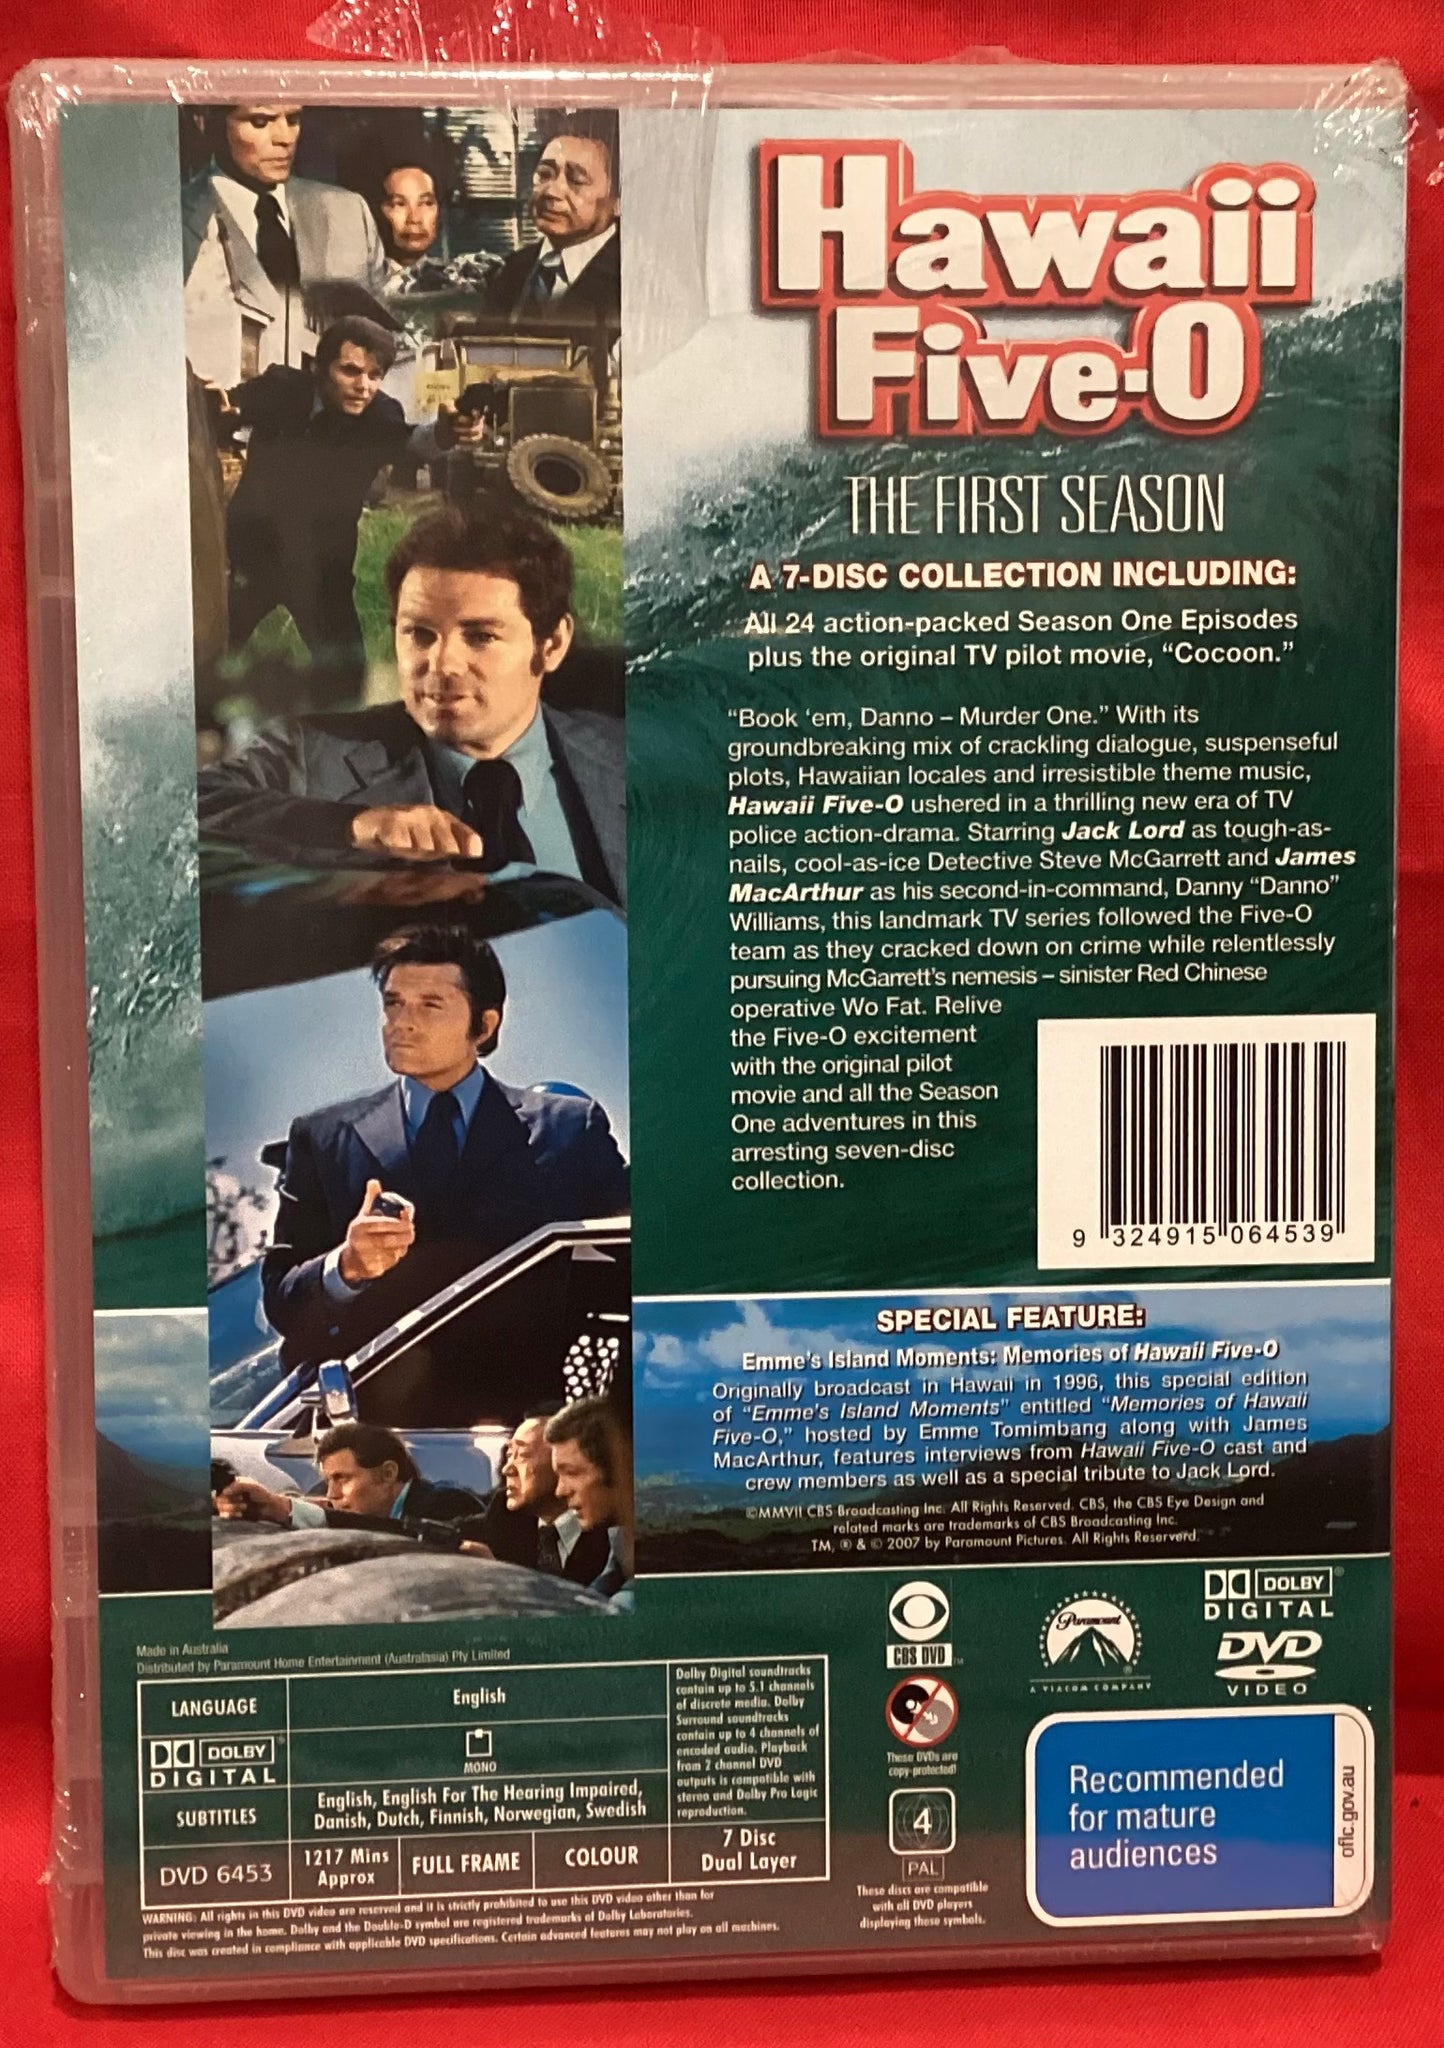 Hawaii
Five-O
THE FIRST SEASON
A 7-DISC COLLECTION INCLUDING:
All 24 action-packed Season One Episodes
plus the original TV pilot movie, “Cocoon.”
“Book ‘em, Danno – Murder One.” With its
groundbreaking mix of crackling dialogue, suspenseful
plots, Hawaiian locales and irresistible theme music,
Hawaii Five-O ushered in a thrilling new era of TV
police action-drama. Starring Jack Lord as tough-as-
nails, cool-as-ice Detective Steve McGarrett and James
MacArthur as his second-in-command, Danny “Danno”
Williams, this landmark TV series followed the Five-O
team as they cracked down on crime while relentlessly
pursuing McGarrett’s nemesis – sinister Red Chinese
operative Wo Fat. Relive
the Five-O excitement
with the original pilot
movie and all the Season
One adventures in this
arresting seven-disc
collection.
9 324915 064539
SPECIAL FEATURE:
Emme’s Island Moments: Memories of Hawaii Five-O
Originally broadcast in Hawaii in 1996, this special edition
of “Emme’s Island Moments” entitled “Memories of Hawaii
Five-O,” hosted by Emme Tomimbang along with James
MacArthur, features interviews from Hawaii Five-O cast and
crew members as well as a special tribute to Jack Lord.
©MMVII CBS Broadcasting Inc. All Rights Reserved. CBS, the CBS Eye Design and
related marks are trademarks of CBS Broadcasting Inc.
TM, ® & © 2007 by Paramount Pictures. All Rights Reserverd.
Made in Australia
Distributed by Paramount Home Entertainment (Australasia) Pty Limited
LANGUAGE
English
DOLBY
DIGITAL
MONO
SUBTITLES
English, English For The Hearing Impaired,
Danish, Dutch, Finnish, Norwegian, Swedish
Dolby Digital soundtracks
contain up to 5.1 channels
of discrete media. Dolby
Surround soundtracks
contain up to 4 channels of
encoded audio. Playback
from 2 channel DVD
outputs is compatible with
stereo and Dolby Pro Logic
reproduction.
DVD 6453
1217 Mins
Approx
FULL FRAME
COLOUR
7 Disc
Dual Layer
WARNING: All rights in this DVD video are reserved and it is strictly prohibited to use this DVD video other than for
private viewing in the home. Dolby and the Double-D symbol are registered trademarks of Dolby Laboratories.
This disc was created in compliance with applicable DVD specifications. Certain advanced features may not play on all machines.
CBS DVD™
These DVDs are
copy-protected!
4
PAL
These discs are compatible
with all DVD players
displaying these symbols.
Paramount®
A VIACOM COMPANY
DOLBY®
DIGITAL
DVD
VIDEO
Recommended
for mature
audiences
oflc.gov.au